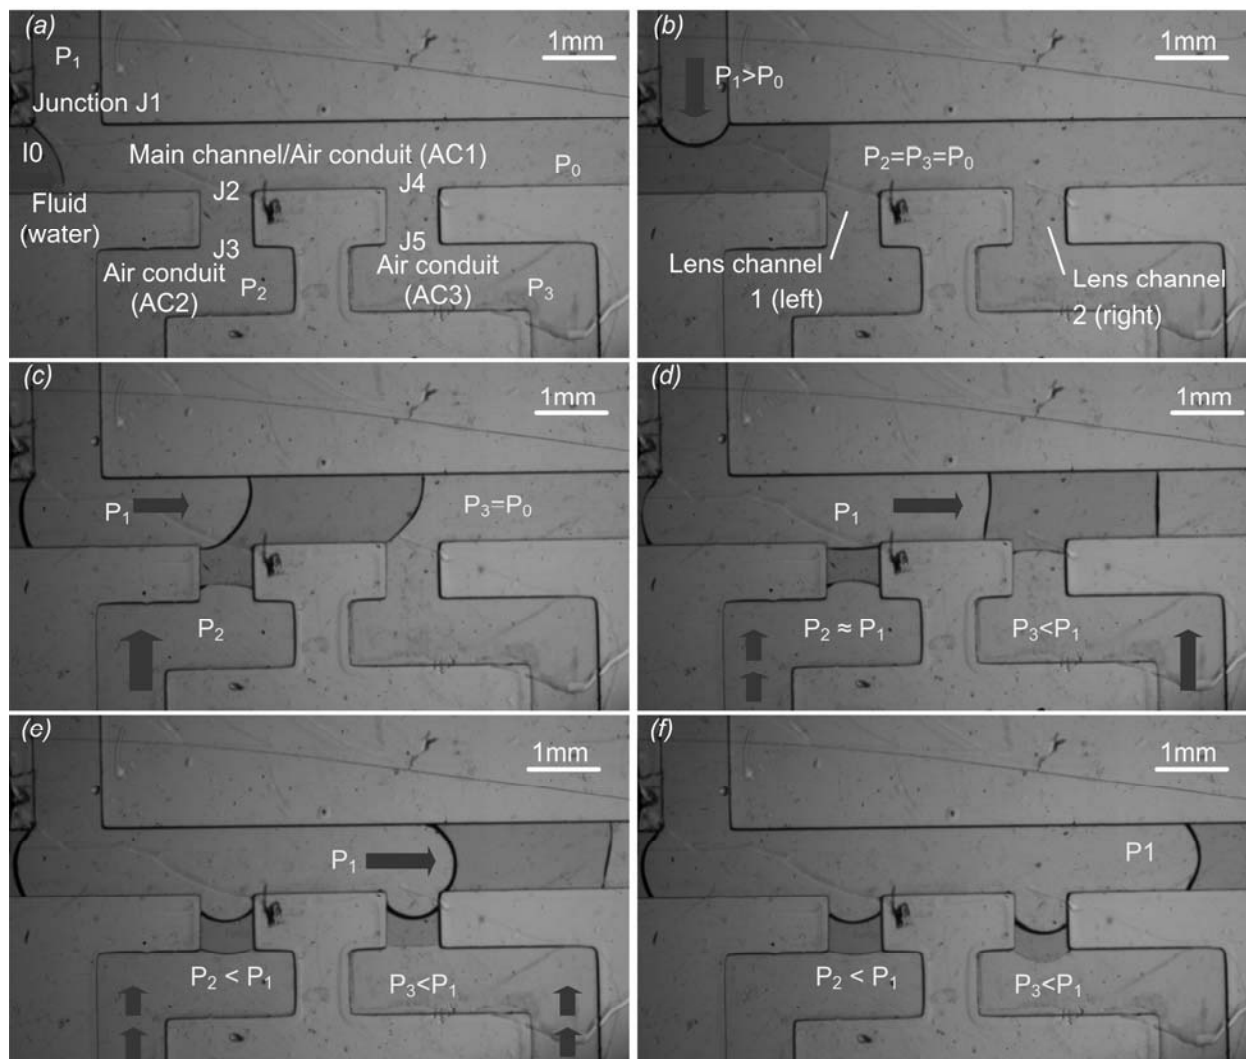 (a)
1mm
P1
Junction J1
I0
Main channel/Air conduit (AC1)
P0
J2
J4
Fluid
(water)
J3
J5
Air conduit
(AC2)
P2
Air conduit
(AC3)
P3
(b)
1mm
P1>P0
P2=P3=P0
Lens channel
1 (left)
Lens channel
2 (right)
(c)
1mm
P1
P3=P0
P2
(d)
1mm
P1
P2 ≈ P1
P3<P1
(e)
1mm
P1
P2 < P1
P3<P1
(f)
1mm
P1
P2 < P1
P3<P1